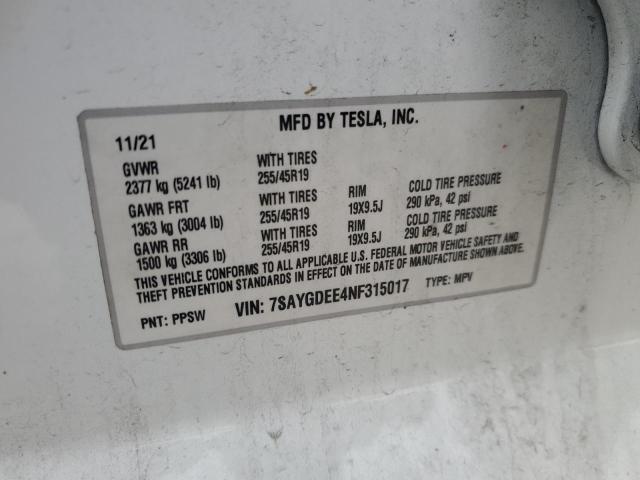 MFD BY TESLA, INC.
11/21
GVWR WITH TIRES
2377 kg (5241 lb) 255/45R19
GAWR FRT WITH TIRES RIM COLD TIRE PRESSURE
1363 kg (3004 lb) 255/45R19 19X9.5J 290 kPa, 42 psi
GAWR RR WITH TIRES RIM COLD TIRE PRESSURE
1500 kg (3306 lb) 255/45R19 19X9.5J 290 kPa, 42 psi
THIS VEHICLE CONFORMS TO ALL APPLICABLE U.S. FEDERAL MOTOR VEHICLE SAFETY AND
THEFT PREVENTION STANDARDS IN EFFECT ON THE DATE OF MANUFACTURE SHOWN ABOVE.
PNT: PPSW VIN: 7SAYGDEE4NF315017 TYPE: MPV